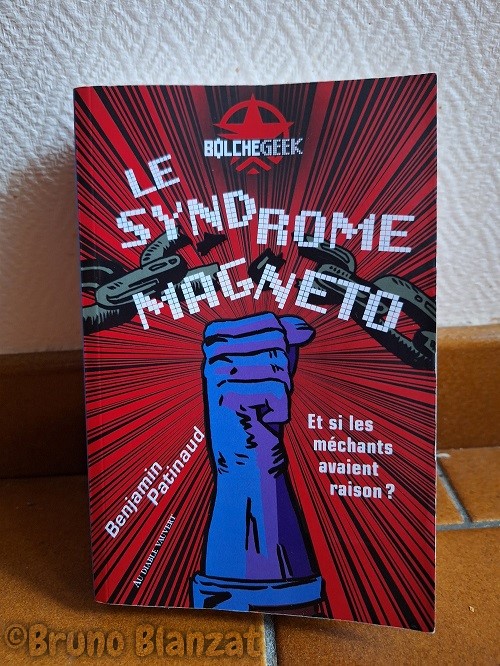 BOLCHEGEEK
LE
SYNDROME
MAGNETO
Et si les
méchants
avaient
raison ?
Benjamin
Patinaud
AU DIABLE VAUVERT
©Bruno Blanzat